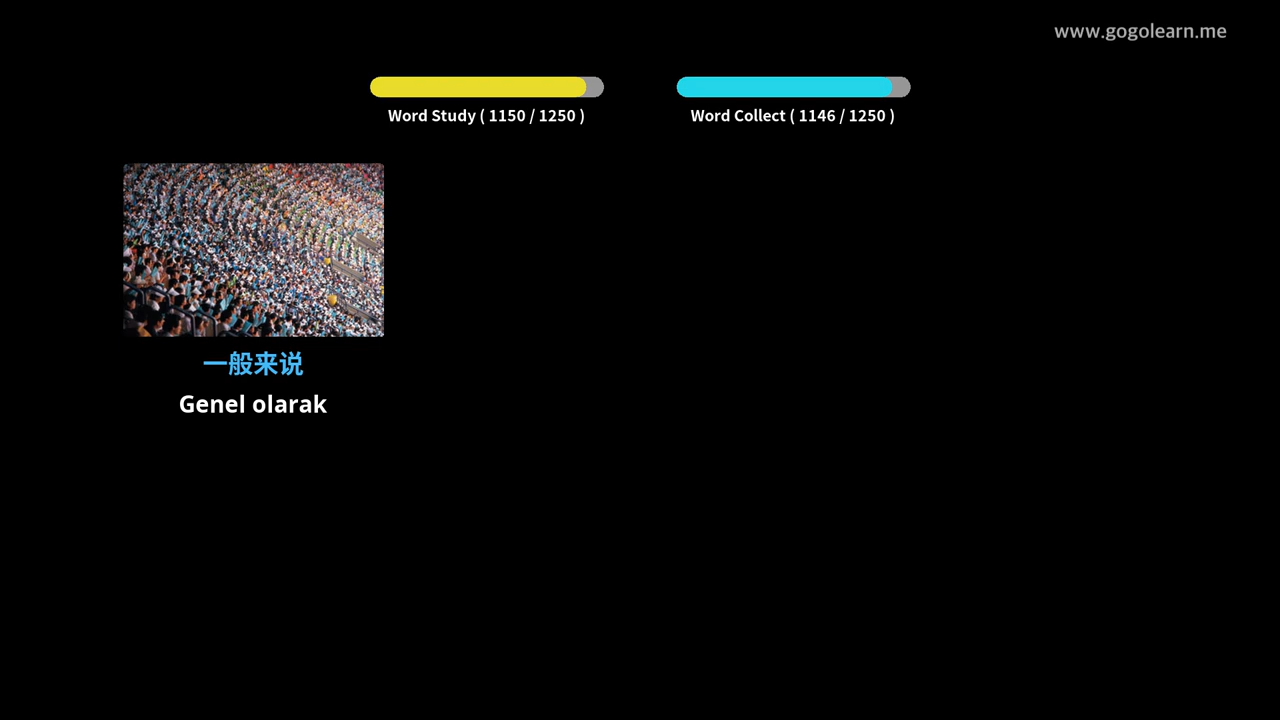 www.gogolearn.me
Word Study ( 1150 / 1250 )
Word Collect ( 1146 / 1250 )
一般来说
Genel olarak